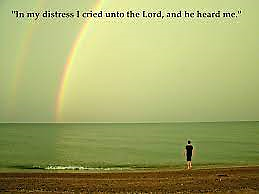 "In my distress I cried unto the Lord, and he heard me."